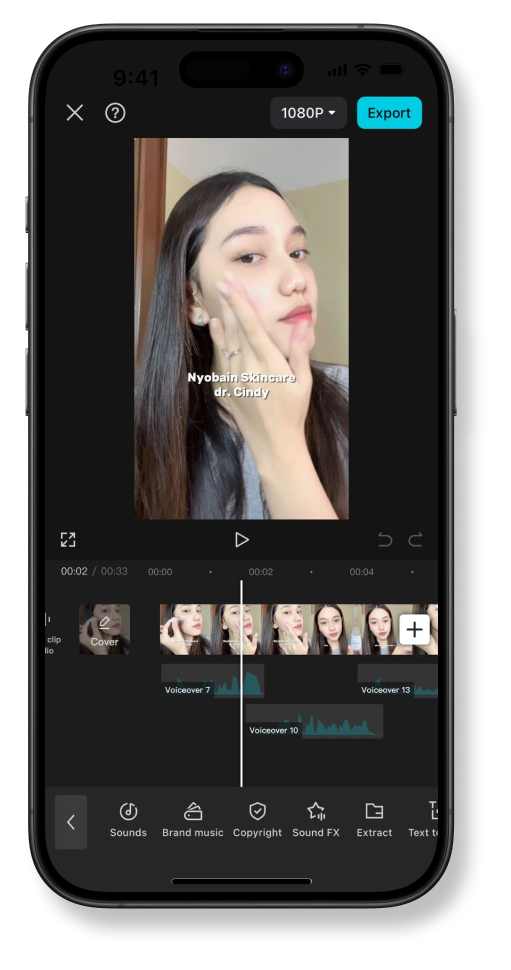 9:41
1080P
Export
Nyobain Skincare
dr. Cindy
00:02 / 00:33
00:00
00:02
00:04
clip
Cover
Voiceover 7
Voiceover 13
Voiceover 10
Sounds
Brand music
Copyright
Sound FX
Extract
Text